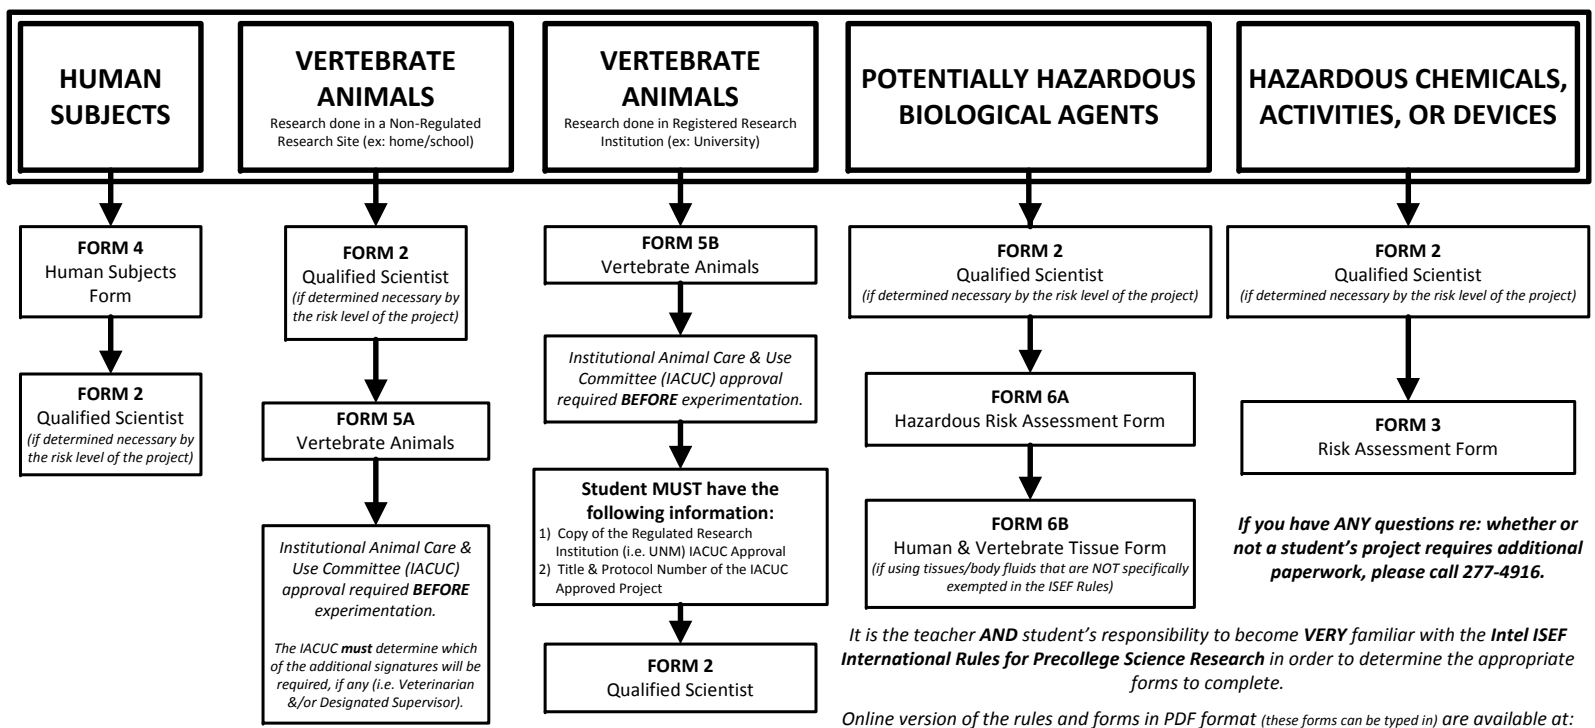 HUMAN
SUBJECTS
VERTEBRATE
ANIMALS
Research done in a Non-Regulated
Research Site (ex: home/school)
VERTEBRATE
ANIMALS
Research done in Registered Research
Institution (ex: University)
POTENTIALLY HAZARDOUS
BIOLOGICAL AGENTS
HAZARDOUS CHEMICALS,
ACTIVITIES, OR DEVICES
FORM 4
Human Subjects
Form
FORM 2
Qualified Scientist
(if determined necessary by
the risk level of the project)
FORM 2
Qualified Scientist
(if determined necessary by
the risk level of the project)
FORM 5A
Vertebrate Animals
Institutional Animal Care &
Use Committee (IACUC)
approval required BEFORE
experimentation.
The IACUC must determine which
of the additional signatures will be
required, if any (i.e. Veterinarian
&/or Designated Supervisor).
FORM 5B
Vertebrate Animals
Institutional Animal Care & Use
Committee (IACUC) approval
required BEFORE experimentation.
Student MUST have the
following information:
1) Copy of the Regulated Research
Institution (i.e. UNM) IACUC Approval
2) Title & Protocol Number of the IACUC
Approved Project
FORM 2
Qualified Scientist
FORM 2
Qualified Scientist
(if determined necessary by the risk level of the project)
FORM 6A
Hazardous Risk Assessment Form
FORM 6B
Human & Vertebrate Tissue Form
(if using tissues/body fluids that are NOT specifically
exempted in the ISEF Rules)
FORM 2
Qualified Scientist
(if determined necessary by the risk level of the project)
FORM 3
Risk Assessment Form
If you have ANY questions re: whether or
not a student's project requires additional
paperwork, please call 277-4916.
It is the teacher AND student's responsibility to become VERY familiar with the Intel ISEF
International Rules for Precollege Science Research in order to determine the appropriate
forms to complete.
Online version of the rules and forms in PDF format (these forms can be typed in) are available at: